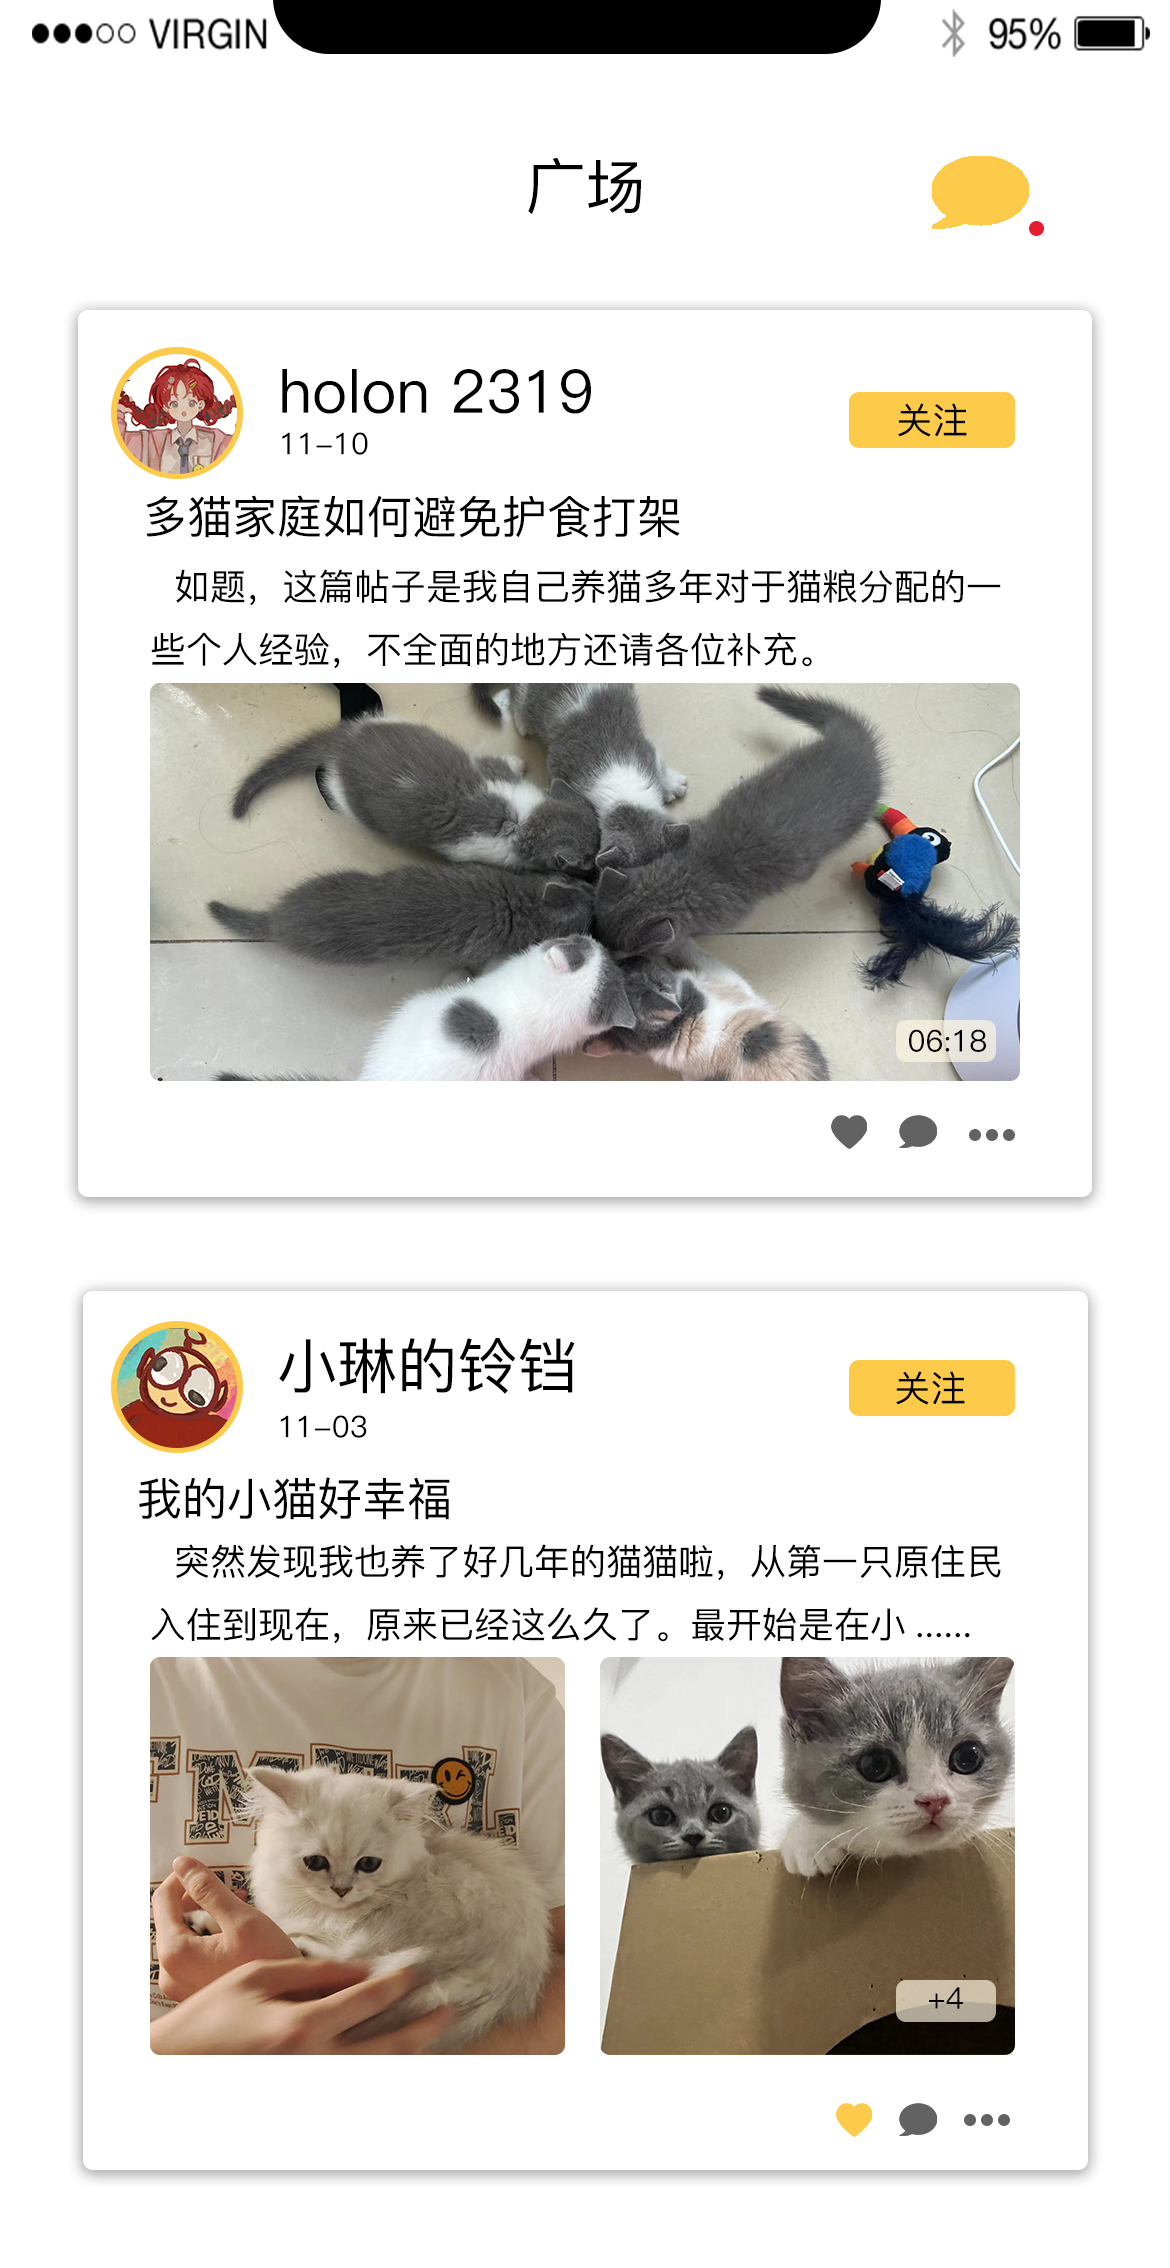 VIRGIN
95%
广场
holon 2319
11-10
关注
多猫家庭如何避免护食打架
如题，这篇帖子是我自己养猫多年对于猫粮分配的一
些个人经验，不全面的地方还请各位补充。
06:18
小琳的铃铛
11-03
关注
我的小猫好幸福
突然发现我也养了好几年的猫猫啦，从第一只原住民
入住到现在，原来已经这么久了。最开始是在小 ......
+4